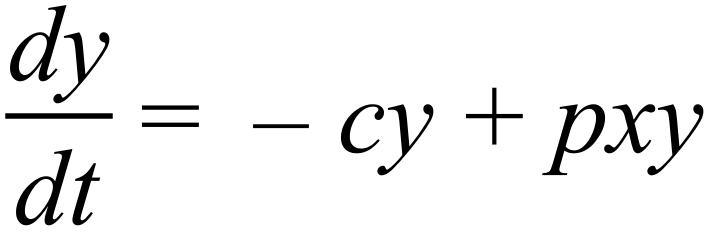 dy/dt = − cy + pxy